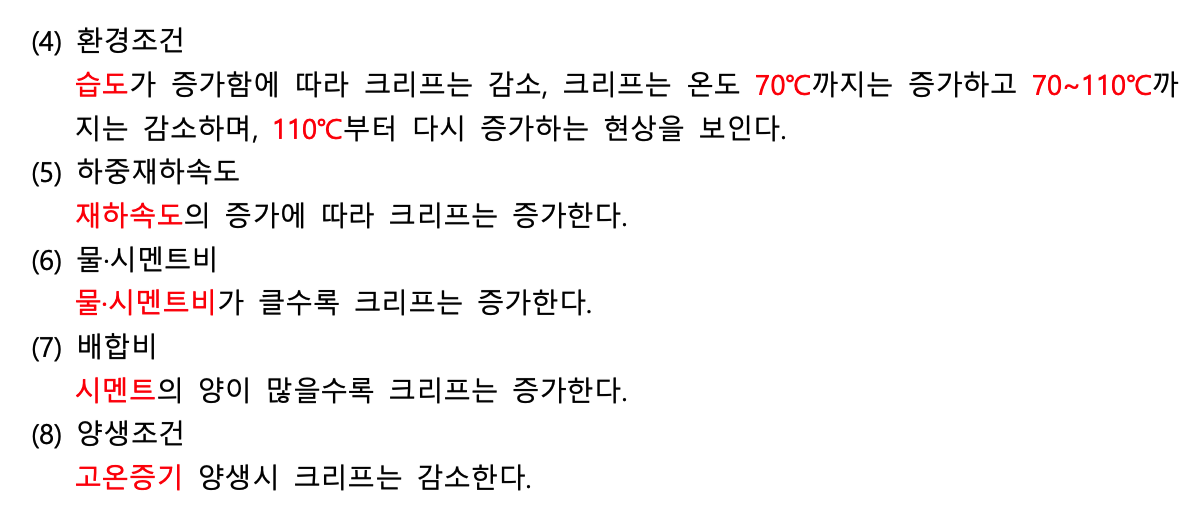 (4) 환경조건
습도가 증가함에 따라 크리프는 감소, 크리프는 온도 70℃까지는 증가하고 70~110℃까
지는 감소하며, 110℃부터 다시 증가하는 현상을 보인다.
(5) 하중재하속도
재하속도의 증가에 따라 크리프는 증가한다.
(6) 물·시멘트비
물·시멘트비가 클수록 크리프는 증가한다.
(7) 배합비
시멘트의 양이 많을수록 크리프는 증가한다.
(8) 양생조건
고온증기 양생시 크리프는 감소한다.